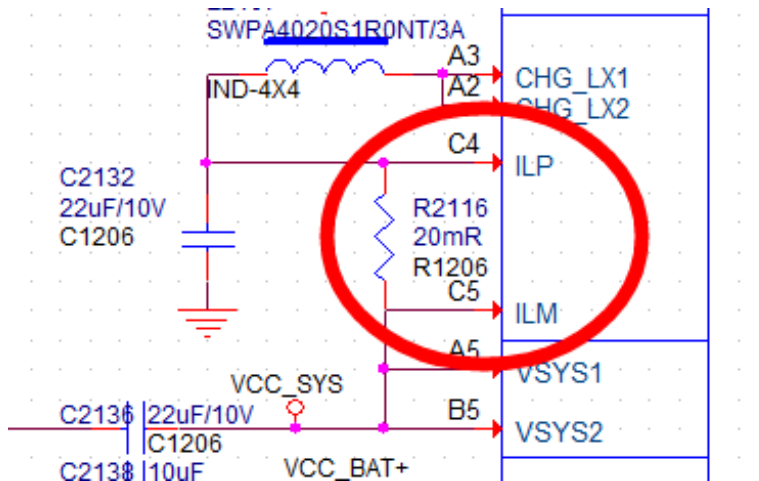 SWPA4020S1R0NT/3A
A3
CHG_LX1
IND-4X4
A2
CHG_LX2
C4
ILP
C2132
22uF/10V
C1206
R2116
20mR
R1206
C5
ILM
A5
VSYS1
VCC_SYS
B5
VSYS2
C2136
22uF/10V
C1206
C2138
10uF
VCC_BAT+